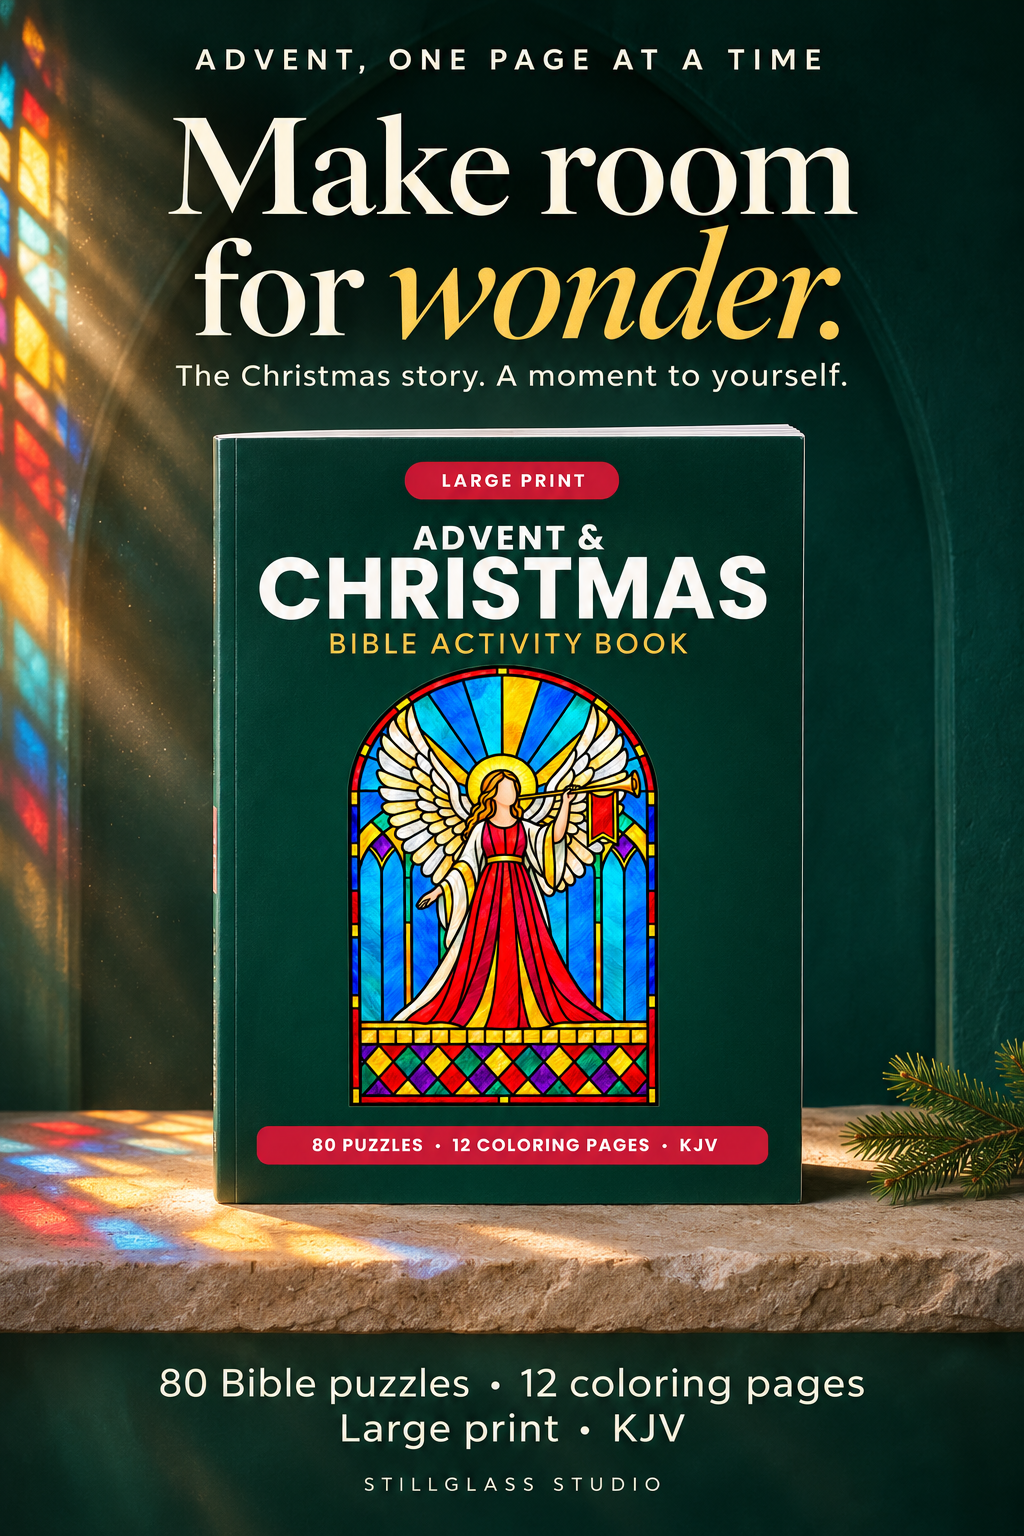 ADVENT, ONE PAGE AT A TIME
Make room
for wonder.
The Christmas story. A moment to yourself.
LARGE PRINT
ADVENT &
CHRISTMAS
BIBLE ACTIVITY BOOK
80 PUZZLES • 12 COLORING PAGES • KJV
80 Bible puzzles • 12 coloring pages
Large print • KJV
STILLGLASS STUDIO